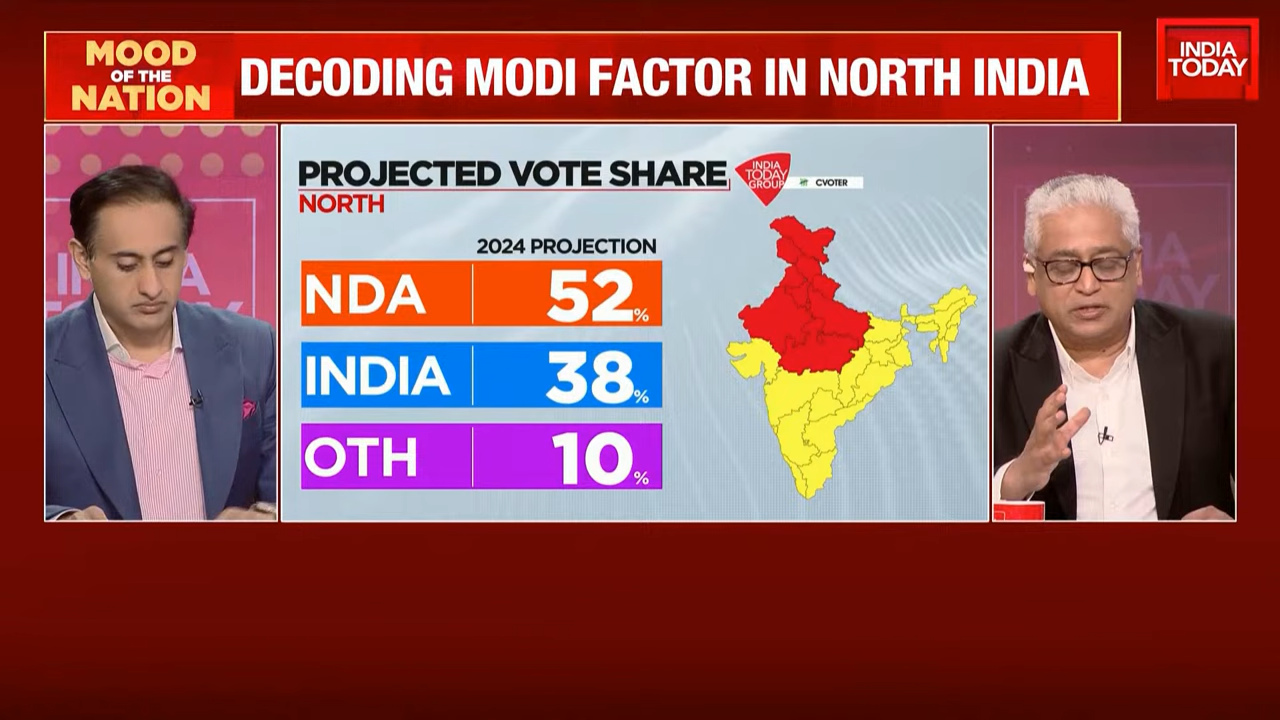 MOOD
OF THE
NATION
DECODING MODI FACTOR IN NORTH INDIA
INDIA
TODAY
PROJECTED VOTE SHARE
INDIA
TODAY
GROUP
CVOTER
NORTH
2024 PROJECTION
NDA 52%
INDIA 38%
OTH 10%